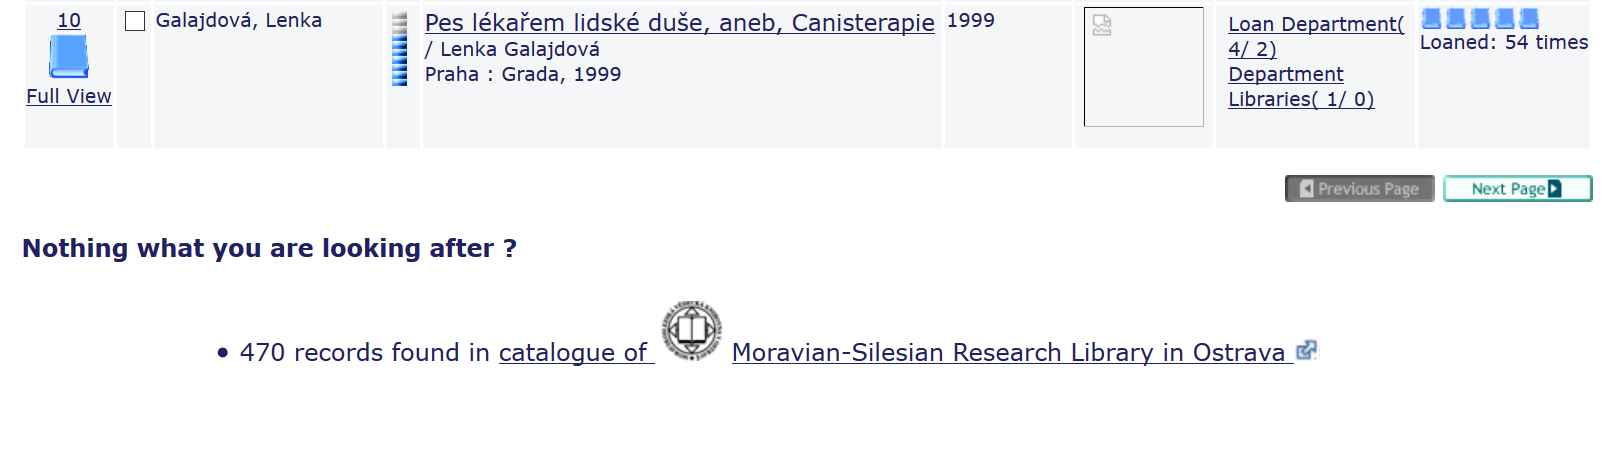 10
Full View
Galajdová, Lenka
Pes lékařem lidské duše, aneb, Canisterapie
/ Lenka Galajdová
Praha : Grada, 1999
1999
Loan Department(
4/ 2)
Department
Libraries( 1/ 0)
Loaned: 54 times
Previous Page
Next Page
Nothing what you are looking after ?
• 470 records found in catalogue of Moravian-Silesian Research Library in Ostrava